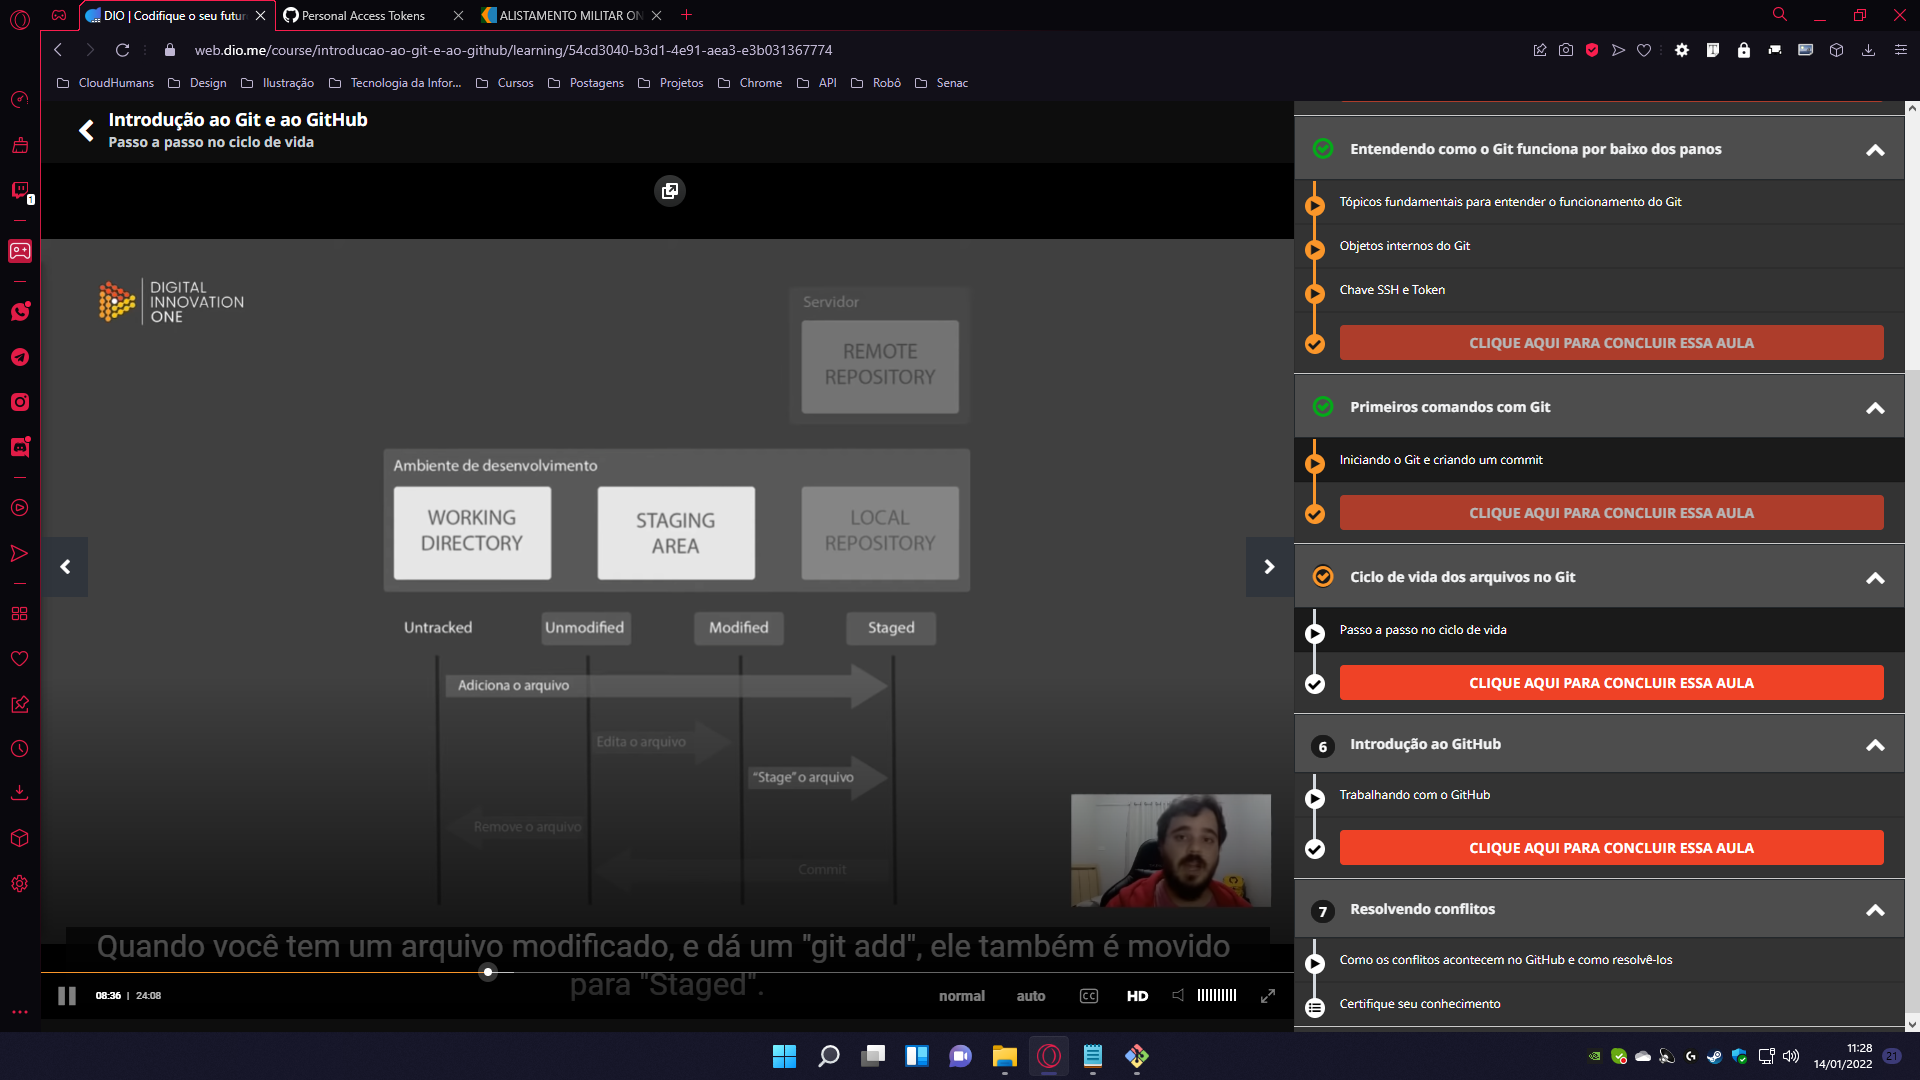 DIO | Codifique o seu futur
Personal Access Tokens
ALISTAMENTO MILITAR ON
web.dio.me/course/introducao-ao-git-e-ao-github/learning/54cd3040-b3d1-4e91-aea3-e3b031367774
CloudHumans
Design
Ilustração
Tecnologia da Infor...
Cursos
Postagens
Projetos
Chrome
API
Robô
Senac
Introdução ao Git e ao GitHub
Passo a passo no ciclo de vida
1
DIGITAL
INNOVATION
ONE
Servidor
REMOTE
REPOSITORY
Ambiente de desenvolvimento
WORKING
DIRECTORY
STAGING
AREA
LOCAL
REPOSITORY
Untracked
Unmodified
Modified
Staged
Adiciona o arquivo
Edita o arquivo
"Stage" o arquivo
Remove o arquivo
Commit
Quando você tem um arquivo modificado, e dá um "git add", ele também é movido
para "Staged".
08:36 | 24:08
normal
auto
CC
HD
Entendendo como o Git funciona por baixo dos panos
Tópicos fundamentais para entender o funcionamento do Git
Objetos internos do Git
Chave SSH e Token
CLIQUE AQUI PARA CONCLUIR ESSA AULA
Primeiros comandos com Git
Iniciando o Git e criando um commit
CLIQUE AQUI PARA CONCLUIR ESSA AULA
Ciclo de vida dos arquivos no Git
Passo a passo no ciclo de vida
CLIQUE AQUI PARA CONCLUIR ESSA AULA
6
Introdução ao GitHub
Trabalhando com o GitHub
CLIQUE AQUI PARA CONCLUIR ESSA AULA
7
Resolvendo conflitos
Como os conflitos acontecem no GitHub e como resolvê-los
Certifique seu conhecimento
11:28
14/01/2022
21